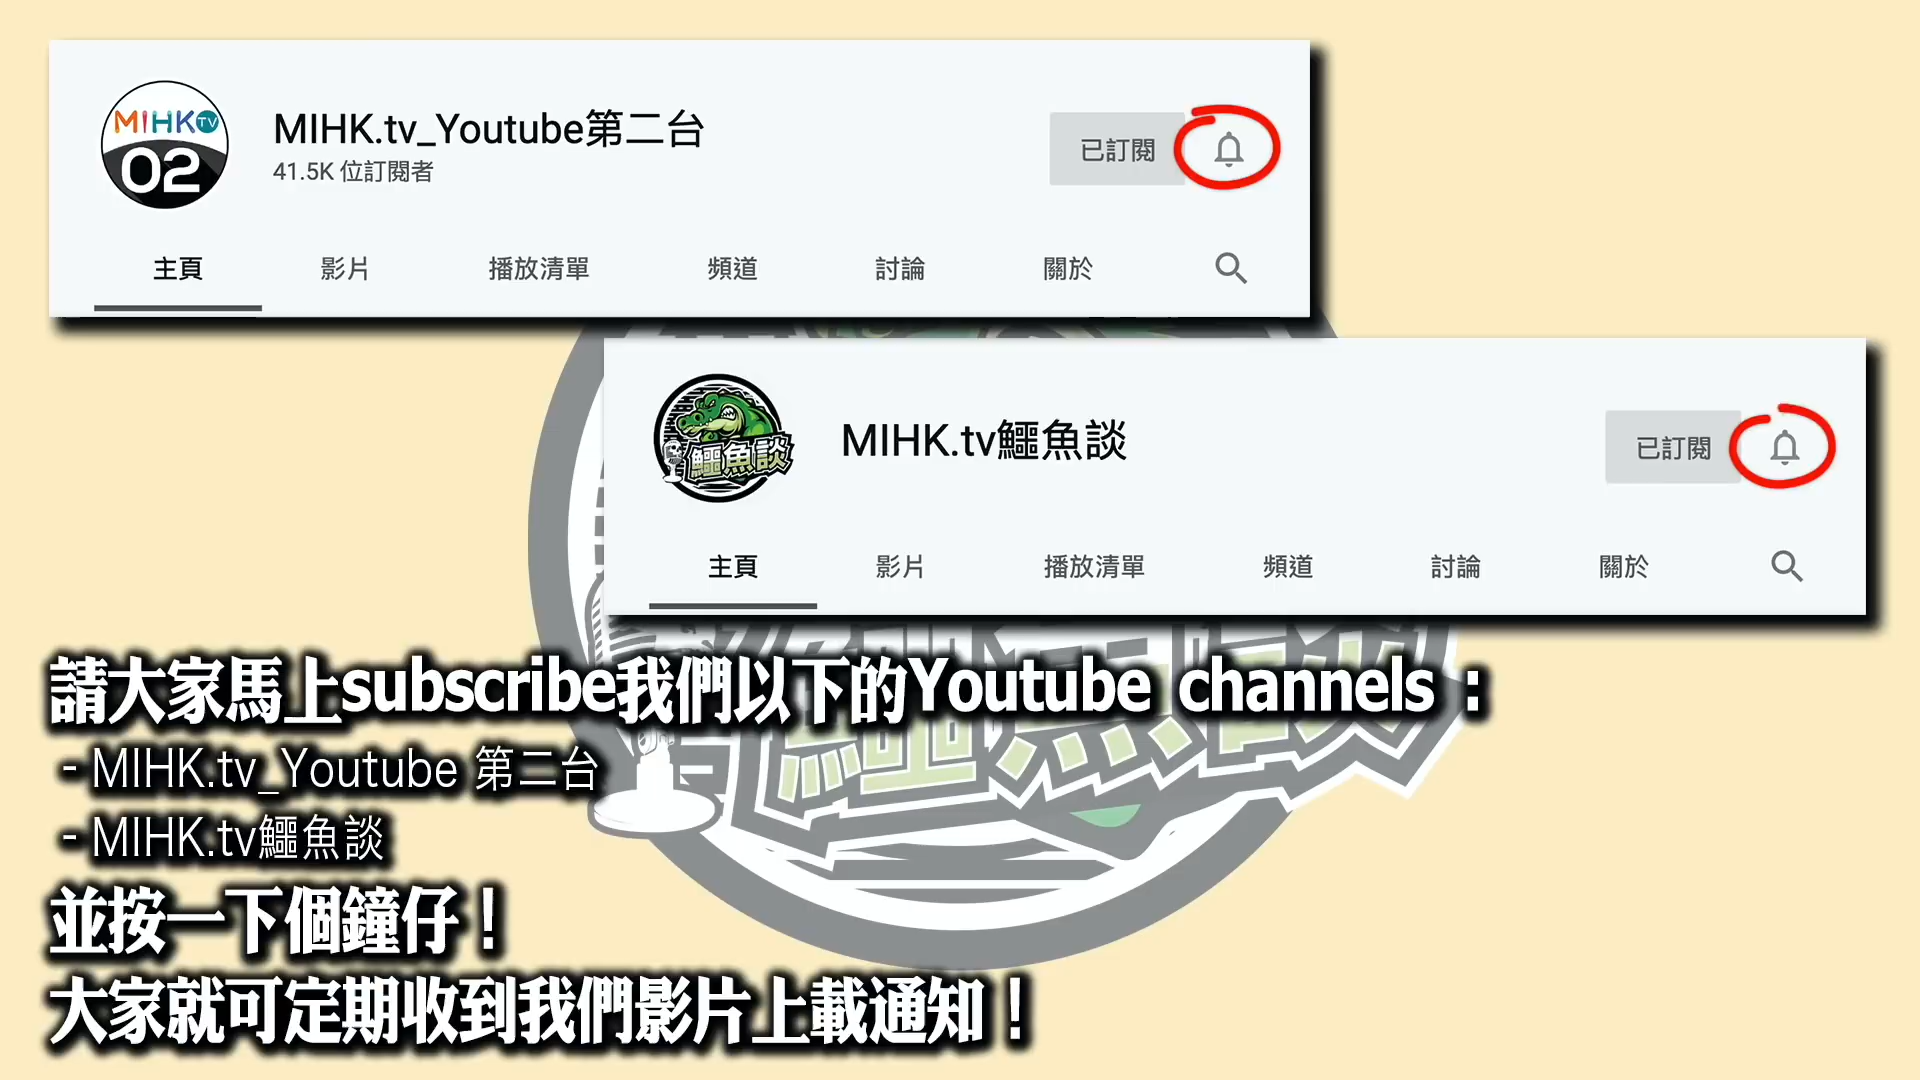 MIHK TV
02
MIHK.tv_Youtube第二台
41.5K 位訂閱者
已訂閱
主頁 影片 播放清單 頻道 討論 關於
鱷魚談
MIHK.tv鱷魚談
已訂閱
主頁 影片 播放清單 頻道 討論 關於
鱷魚談
請大家馬上subscribe我們以下的Youtube channels：
- MIHK.tv_Youtube 第二台
- MIHK.tv鱷魚談
並按一下個鐘仔！
大家就可定期收到我們影片上載通知！